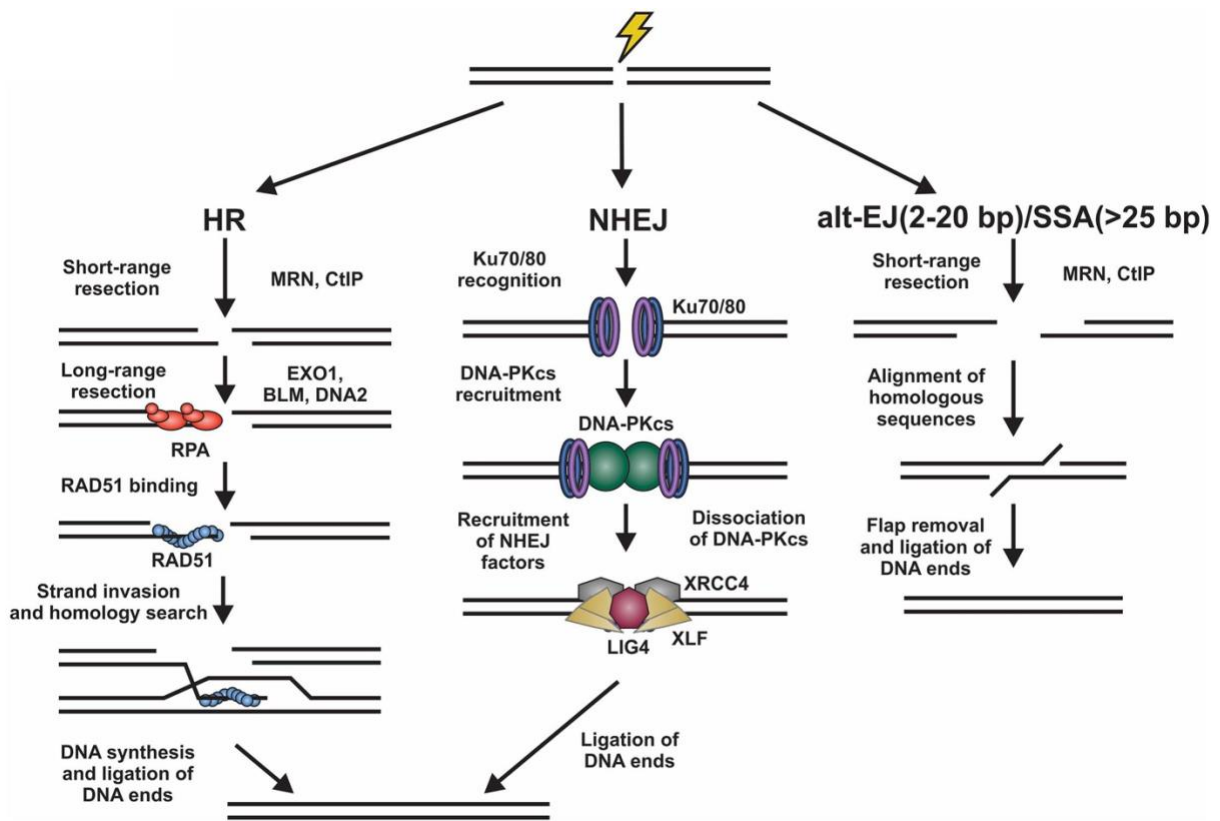 HR
Short-range
resection
MRN, CtIP
Long-range
resection
EXO1,
BLM, DNA2
RPA
RAD51 binding
RAD51
Strand invasion
and homology search
DNA synthesis
and ligation of
DNA ends
NHEJ
Ku70/80
recognition
Ku70/80
DNA-PKcs
recruitment
DNA-PKcs
Recruitment
of NHEJ
factors
Dissociation
of DNA-PKcs
XRCC4
LIG4
XLF
Ligation of
DNA ends
alt-EJ(2-20 bp)/SSA(>25 bp)
Short-range
resection
MRN, CtIP
Alignment of
homologous
sequences
Flap removal
and ligation of
DNA ends